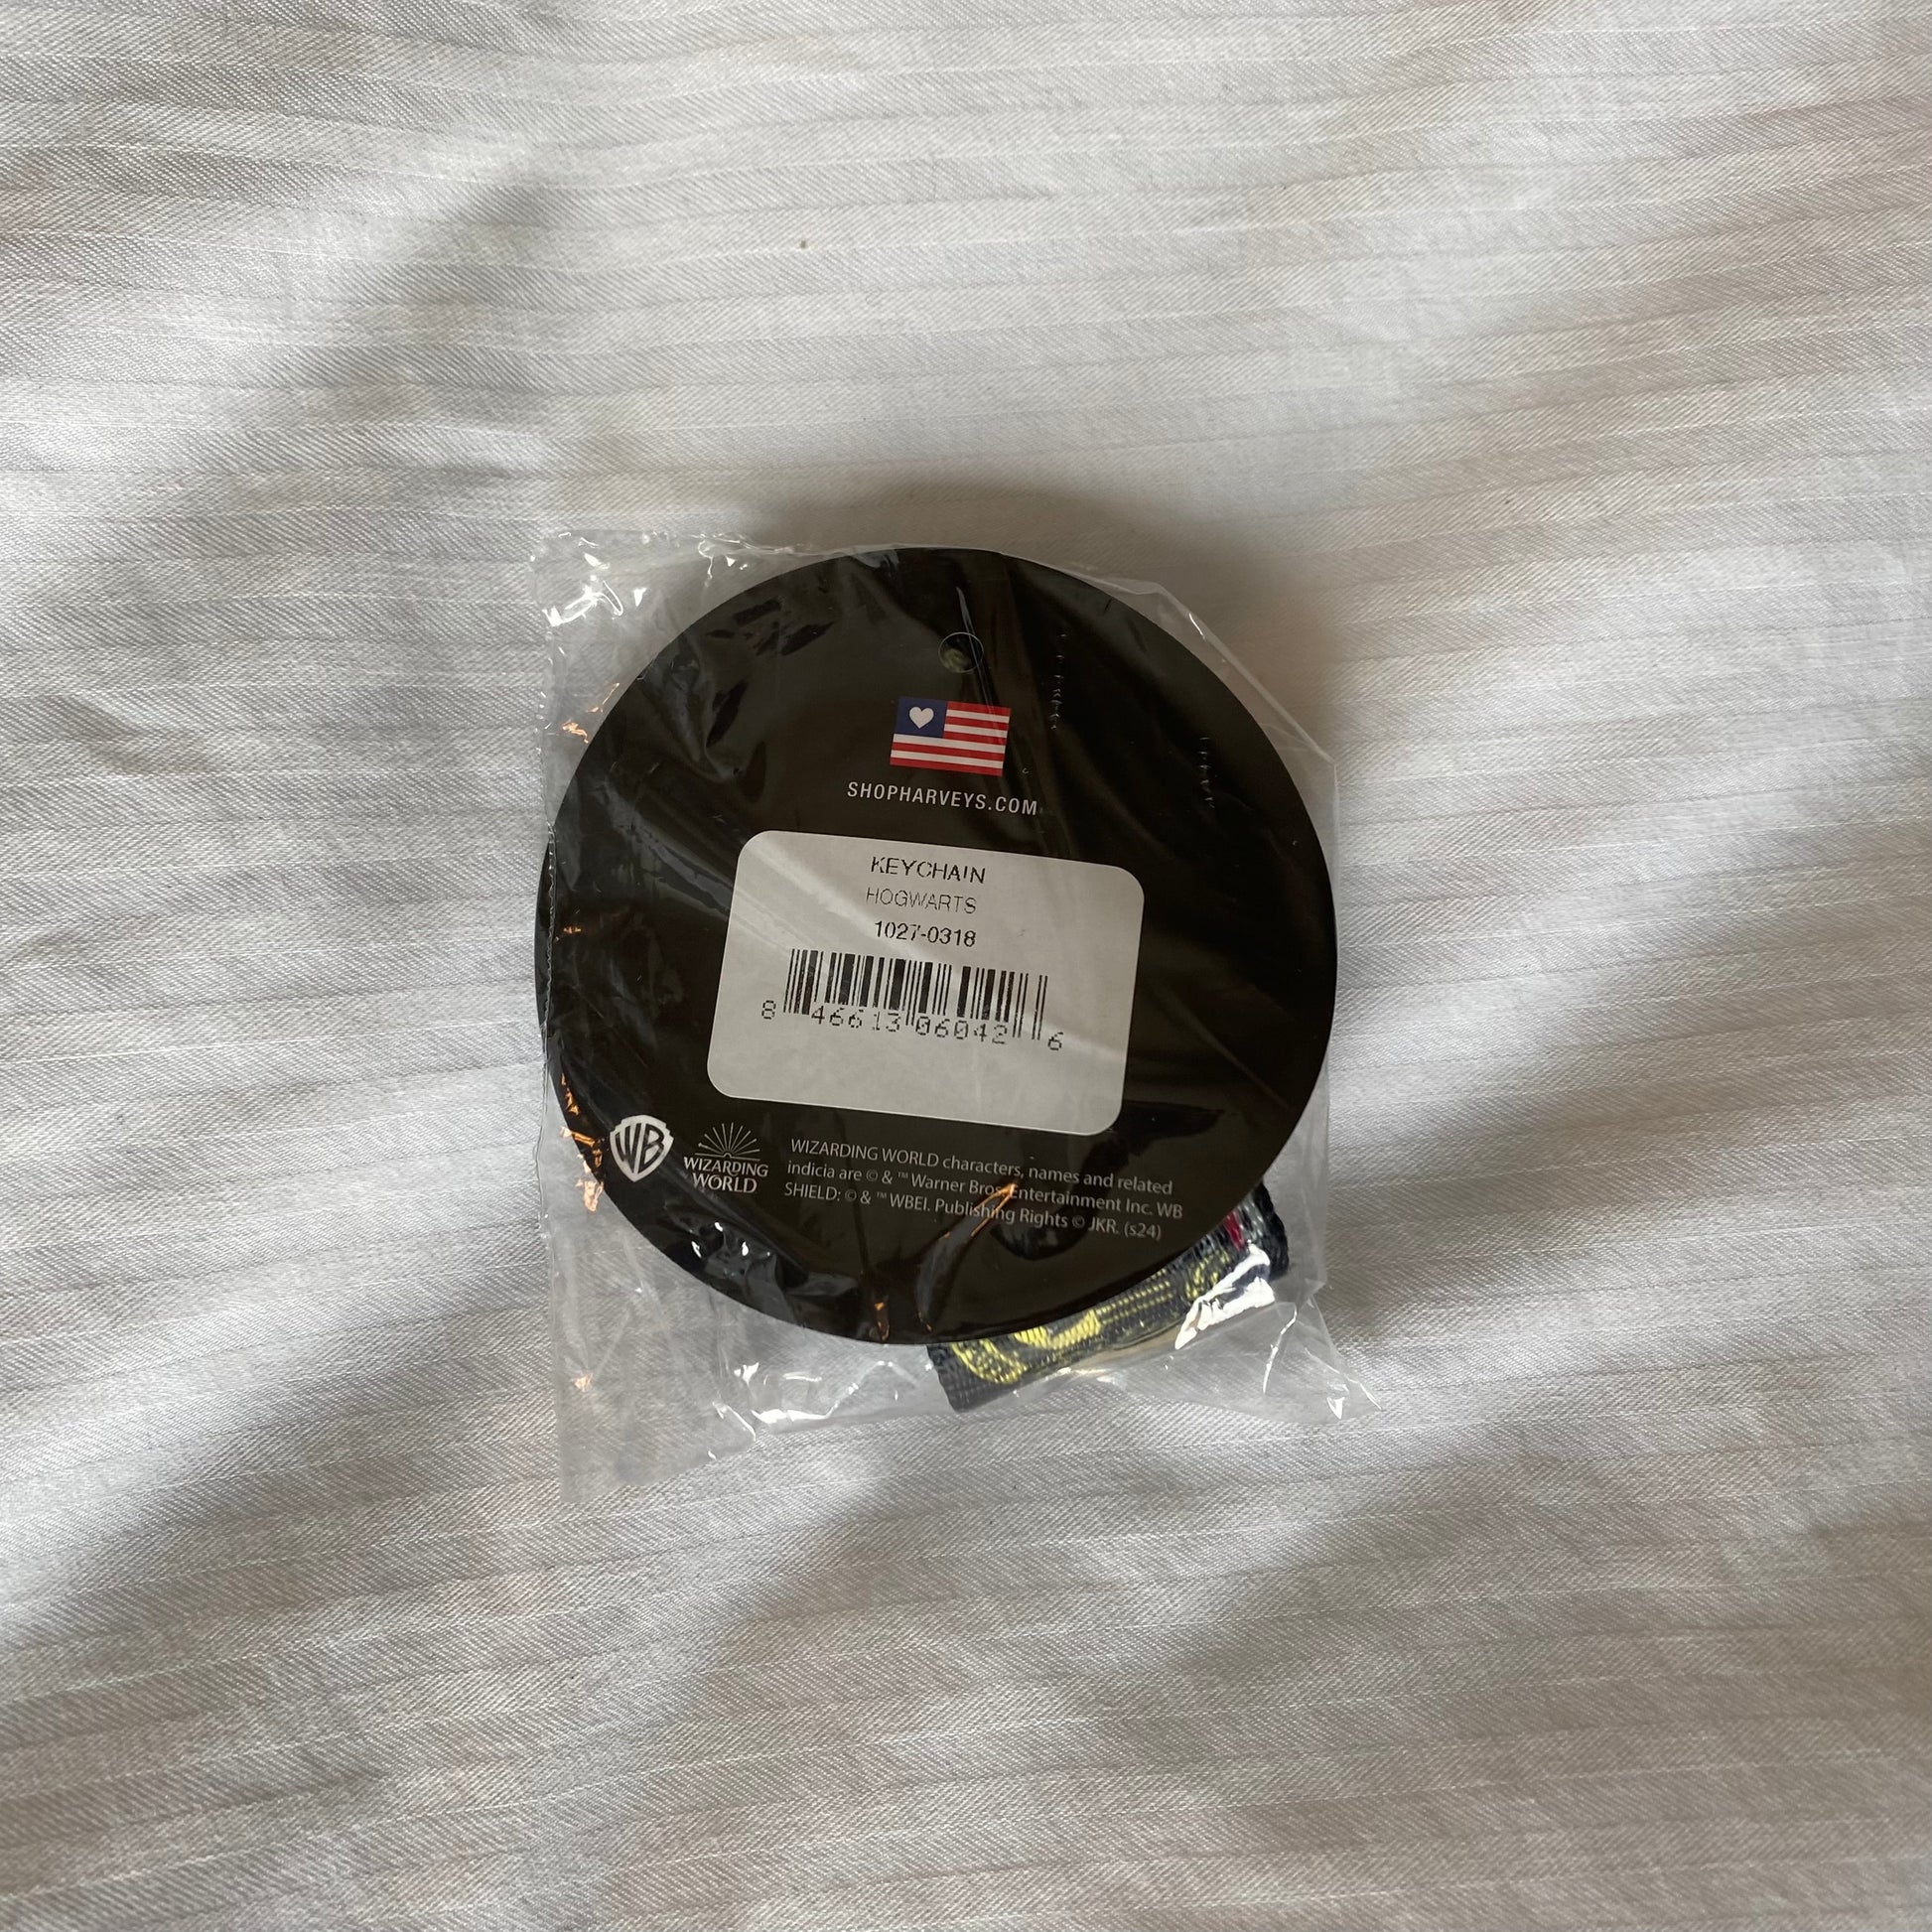 SHOPHARVEYS.COM
KEYCHAIN
HOGWARTS
1027-0318
8 46613 06042 6
WB
WIZARDING
WORLD
WIZARDING WORLD characters, names and related
indicia are © & ™ Warner Bros. Entertainment Inc. WB
SHIELD: © & ™ WBEI. Publishing Rights © JKR. (s24)